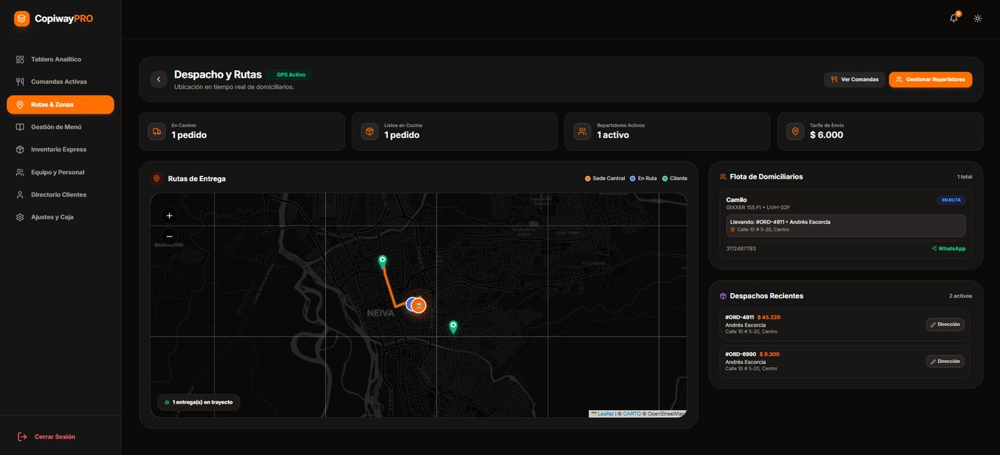 CopiwayPRO
3
Tablero Analítico
Comandas Activas
Rutas & Zonas
Gestión de Menú
Inventario Express
Equipo y Personal
Directorio Clientes
Ajustes y Caja
Cerrar Sesión
Despacho y Rutas
GPS Activo
Ubicación en tiempo real de domiciliarios.
Ver Comandas
Gestionar Repartidores
En Camino
1 pedido
Listos en Cocina
1 pedido
Repartidores Activos
1 activo
Tarifa de Envío
$ 6.000
Rutas de Entrega
Sede Central
En Ruta
Cliente
+
−
NEIVA
1 entrega(s) en trayecto
Leaflet | © CARTO © OpenStreetMap
Flota de Domiciliarios
1 total
Camilo
EN RUTA
GIXXER 155 FI • UVH-02F
Llevando: #ORD-4911 • Andrés Escorcia
Calle 10 # 5-20, Centro
3112487793
WhatsApp
Despachos Recientes
2 activos
#ORD-4911 $ 45.220
Andrés Escorcia
Calle 10 # 5-20, Centro
Dirección
#ORD-6990 $ 8.300
Andrés Escorcia
Calle 10 # 5-20, Centro
Dirección